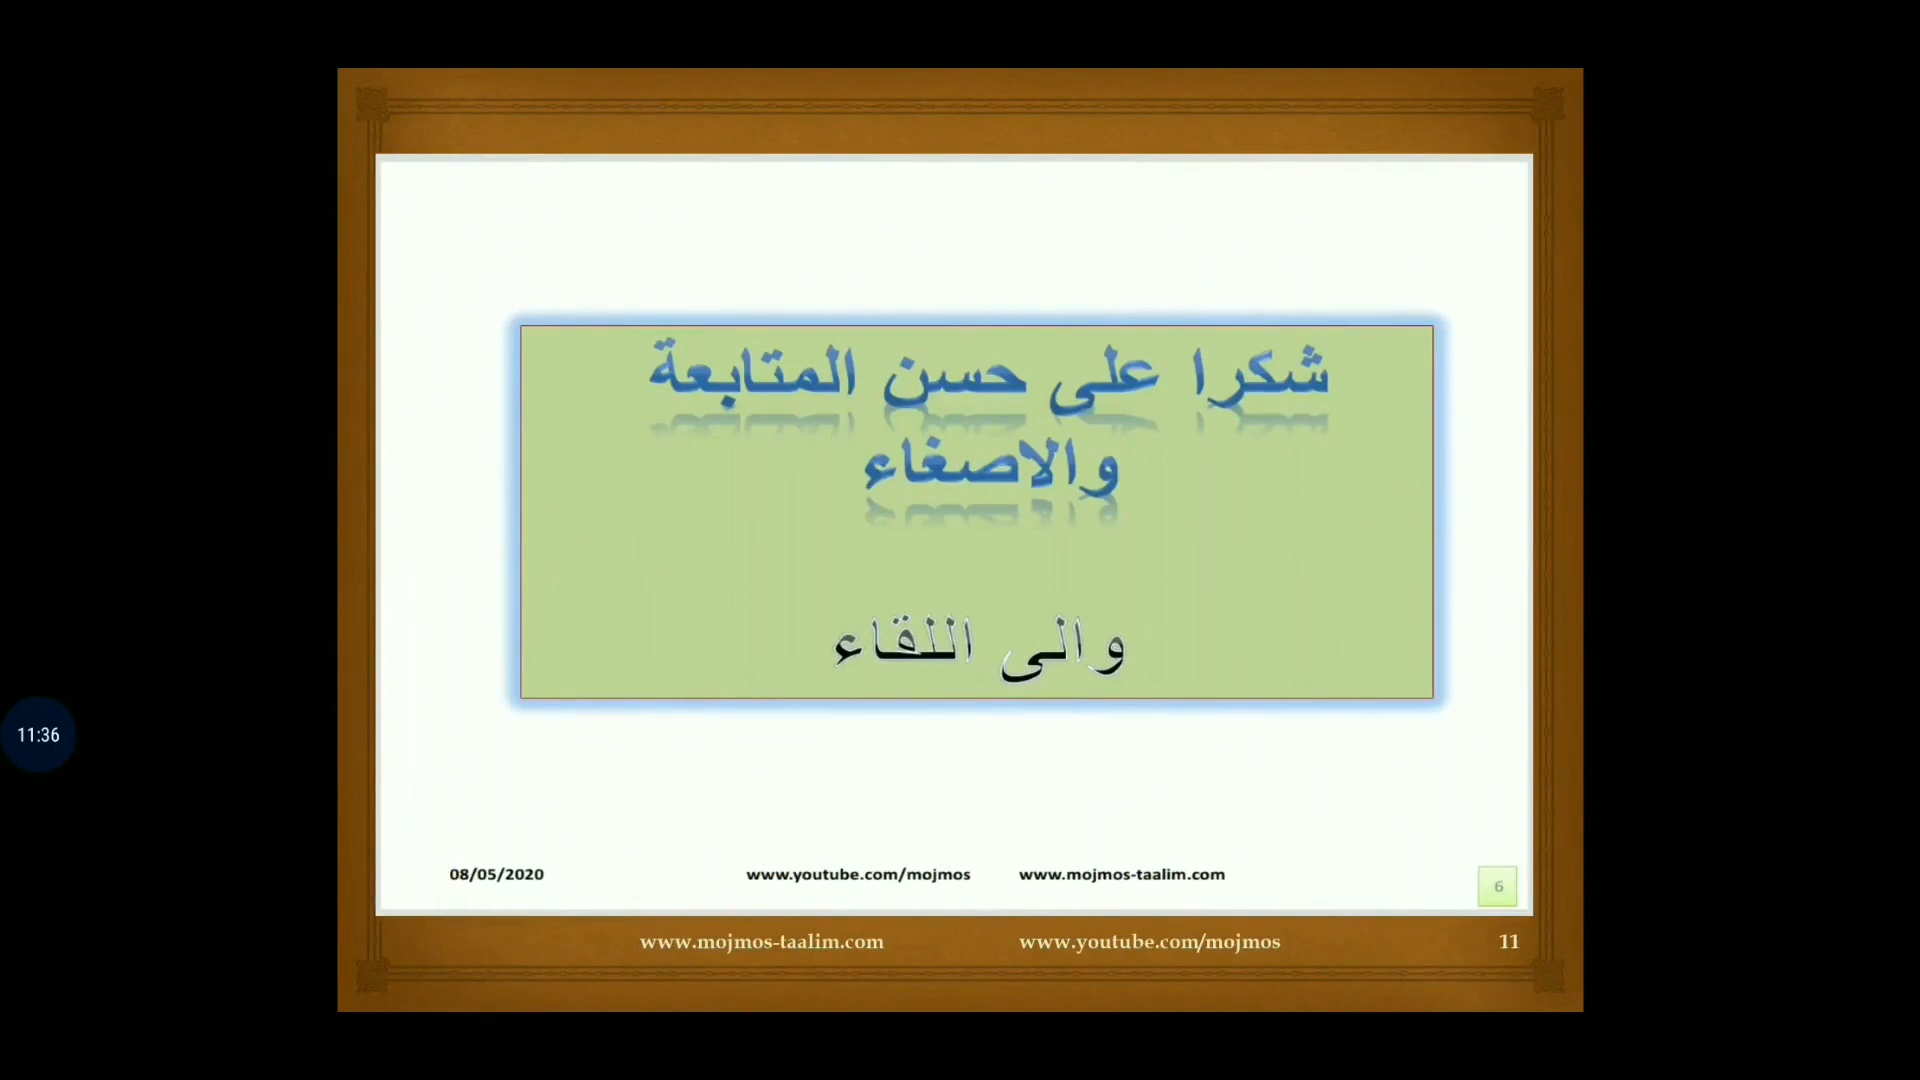 شكرا على حسن المتابعة
والاصغاء
والى اللقاء
11:36
08/05/2020 www.youtube.com/mojmos www.mojmos-taalim.com
6
www.mojmos-taalim.com www.youtube.com/mojmos 11